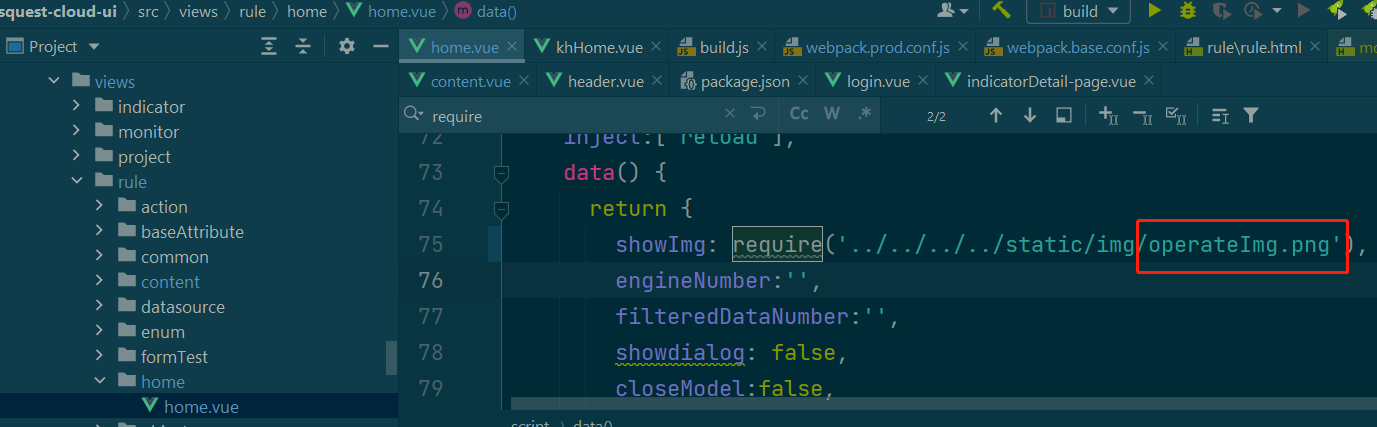 squest-cloud-ui > src > views > rule > home > home.vue > data()
build
Project
home.vue khHome.vue build.js webpack.prod.conf.js webpack.base.conf.js rule\rule.html
content.vue header.vue package.json login.vue indicatorDetail-page.vue
views
indicator
monitor
project
rule
action
baseAttribute
common
content
datasource
enum
formTest
home
home.vue
require Cc W .* 2/2
72 inject:[ 'reload' ],
73 data() {
74 return {
75 showImg: require('../../../../static/img/operateImg.png'),
76 engineNumber:'',
77 filteredDataNumber:'',
78 showdialog: false,
79 closeModel:false,
script > data()